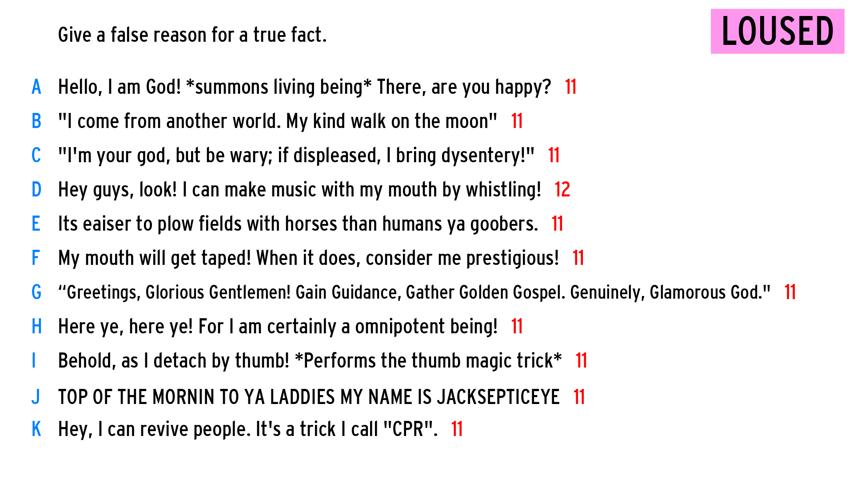 LOUSED
Give a false reason for a true fact.
A Hello, I am God! *summons living being* There, are you happy? 11
B "I come from another world. My kind walk on the moon" 11
C "I'm your god, but be wary; if displeased, I bring dysentery!" 11
D Hey guys, look! I can make music with my mouth by whistling! 12
E Its eaiser to plow fields with horses than humans ya goobers. 11
F My mouth will get taped! When it does, consider me prestigious! 11
G “Greetings, Glorious Gentlemen! Gain Guidance, Gather Golden Gospel. Genuinely, Glamorous God." 11
H Here ye, here ye! For I am certainly a omnipotent being! 11
I Behold, as I detach by thumb! *Performs the thumb magic trick* 11
J TOP OF THE MORNIN TO YA LADDIES MY NAME IS JACKSEPTICEYE 11
K Hey, I can revive people. It's a trick I call "CPR". 11